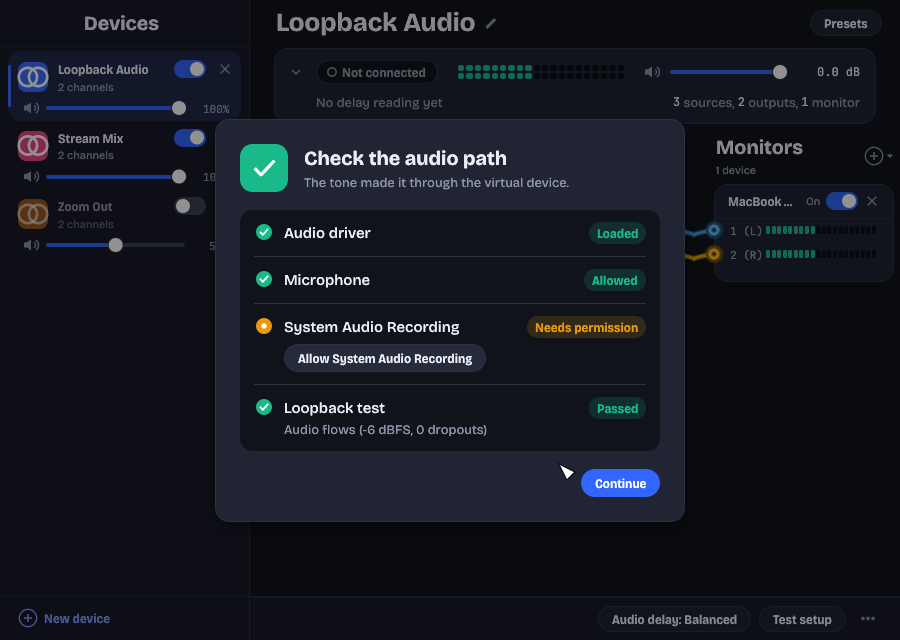 Devices
Loopback Audio
2 channels
100%
Stream Mix
2 channels
Zoom Out
2 channels
New device
Loopback Audio
Presets
Not connected
0.0 dB
No delay reading yet
3 sources, 2 outputs, 1 monitor
Monitors
1 device
MacBook ...
On
1 (L)
2 (R)
Check the audio path
The tone made it through the virtual device.
Audio driver
Loaded
Microphone
Allowed
System Audio Recording
Needs permission
Allow System Audio Recording
Loopback test
Passed
Audio flows (-6 dBFS, 0 dropouts)
Continue
Audio delay: Balanced
Test setup